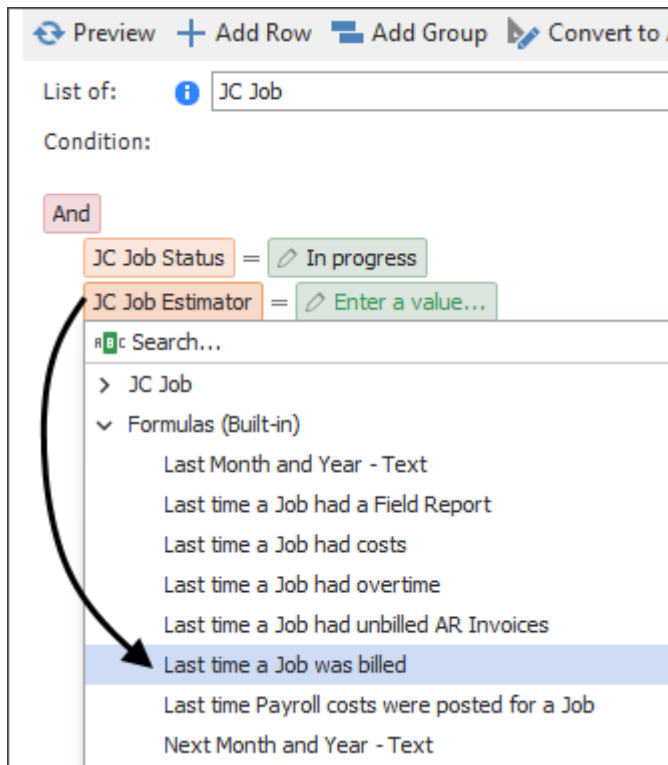 Preview Add Row Add Group Convert to
List of: JC Job
Condition:
And
JC Job Status = In progress
JC Job Estimator = Enter a value...
ABC Search...
JC Job
Formulas (Built-in)
Last Month and Year - Text
Last time a Job had a Field Report
Last time a Job had costs
Last time a Job had overtime
Last time a Job had unbilled AR Invoices
Last time a Job was billed
Last time Payroll costs were posted for a Job
Next Month and Year - Text